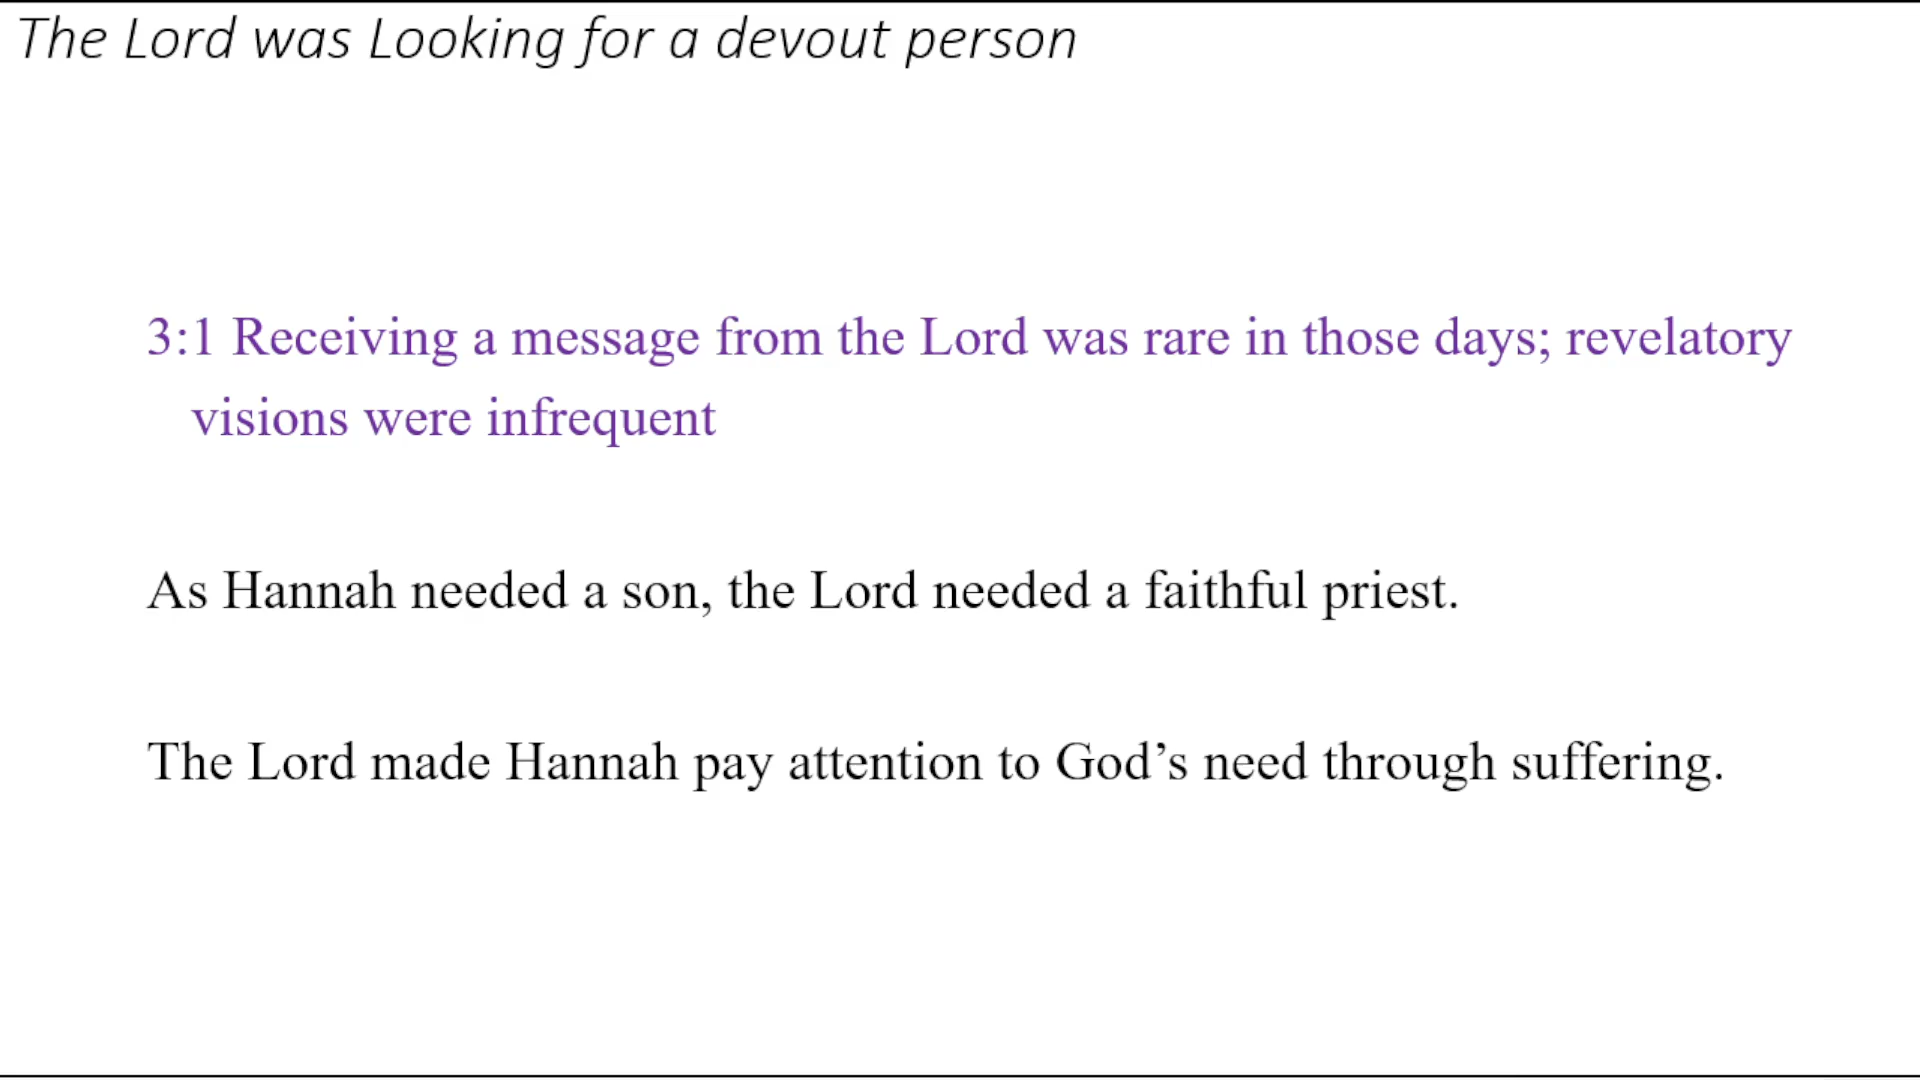 The Lord was Looking for a devout person
3:1 Receiving a message from the Lord was rare in those days; revelatory
visions were infrequent
As Hannah needed a son, the Lord needed a faithful priest.
The Lord made Hannah pay attention to God’s need through suffering.